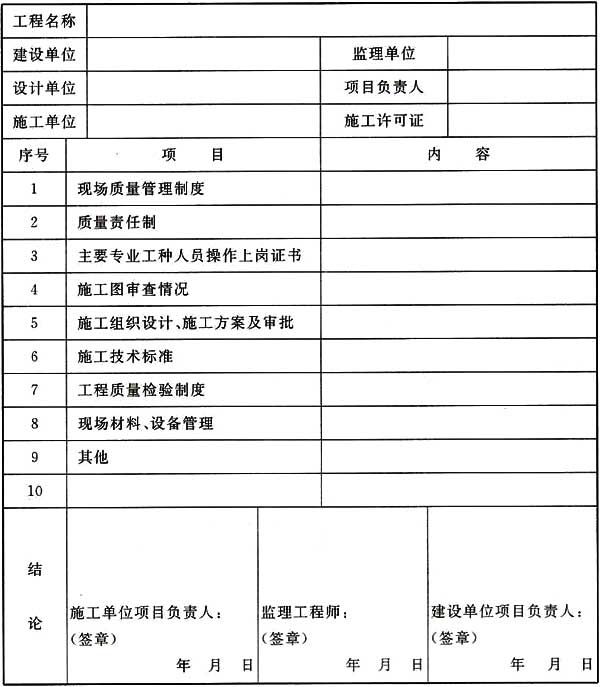 工程名称
建设单位 监理单位
设计单位 项目负责人
施工单位 施工许可证
序号 项 目 内 容
1 现场质量管理制度
2 质量责任制
3 主要专业工种人员操作上岗证书
4 施工图审查情况
5 施工组织设计、施工方案及审批
6 施工技术标准
7 工程质量检验制度
8 现场材料、设备管理
9 其他
10
结
论
施工单位项目负责人： 监理工程师： 建设单位项目负责人：
（签章） （签章） （签章）
年 月 日 年 月 日 年 月 日